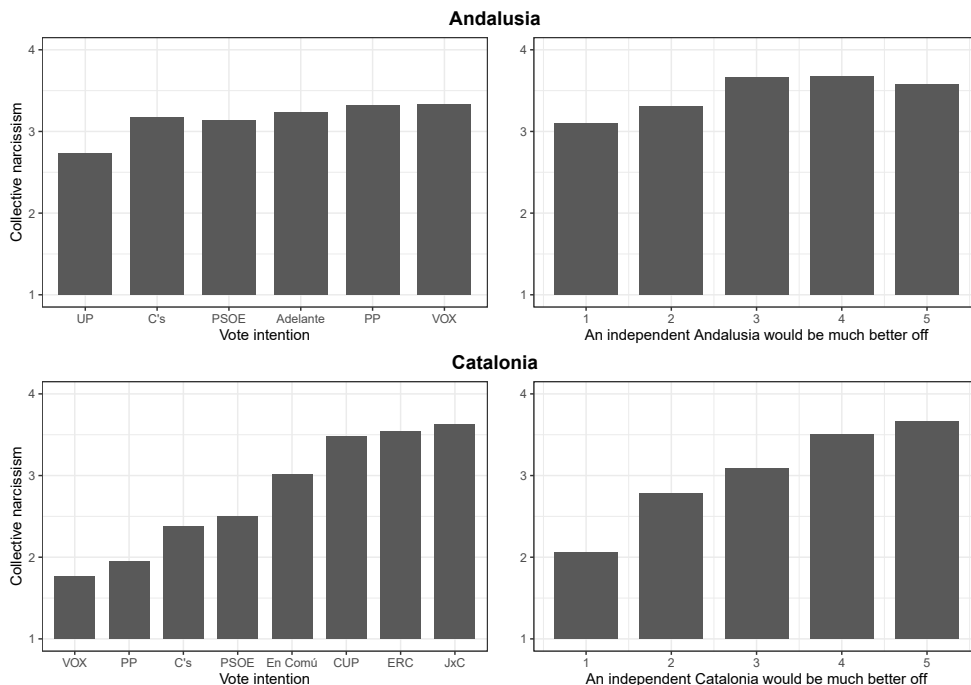 Andalusia
Collective narcissism
4
3
2
1
UP C's PSOE Adelante PP VOX
Vote intention
4
3
2
1
1 2 3 4 5
An independent Andalusia would be much better off
Catalonia
Collective narcissism
4
3
2
1
VOX PP C's PSOE En Comú CUP ERC JxC
Vote intention
4
3
2
1
1 2 3 4 5
An independent Catalonia would be much better off